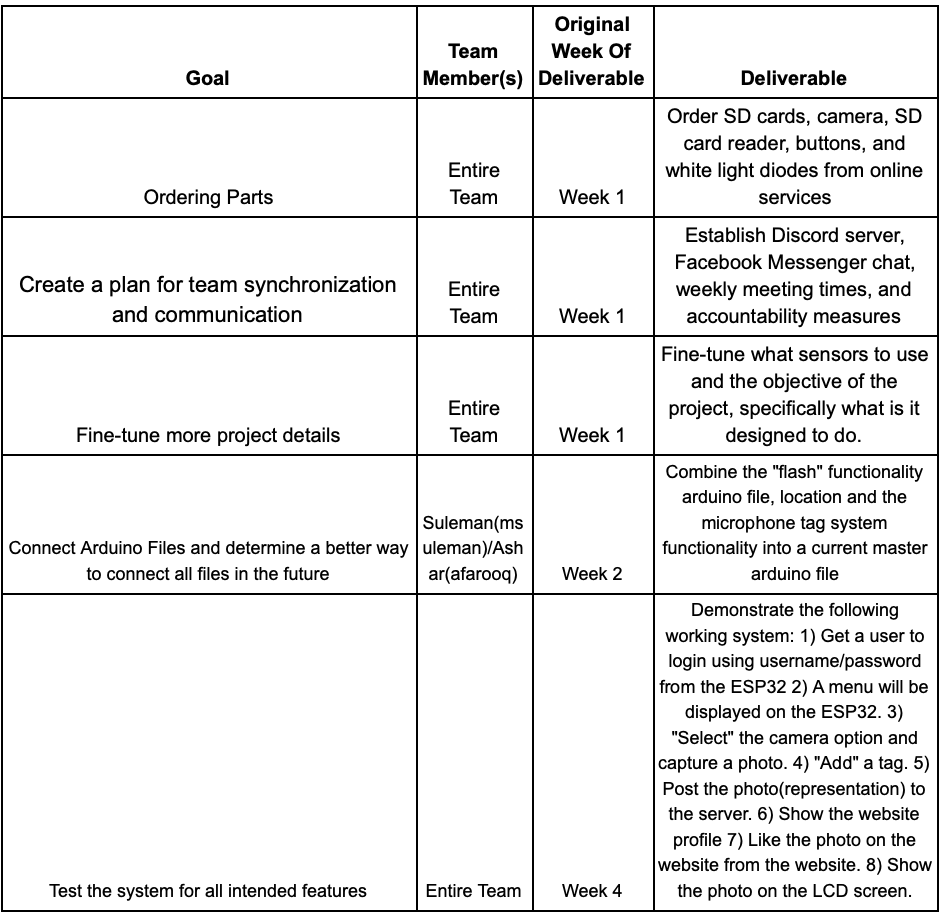 Goal
Team
Member(s)
Original
Week Of
Deliverable
Deliverable
Ordering Parts
Entire
Team
Week 1
Order SD cards, camera, SD
card reader, buttons, and
white light diodes from online
services
Create a plan for team synchronization
and communication
Entire
Team
Week 1
Establish Discord server,
Facebook Messenger chat,
weekly meeting times, and
accountability measures
Fine-tune more project details
Entire
Team
Week 1
Fine-tune what sensors to use
and the objective of the
project, specifically what is it
designed to do.
Connect Arduino Files and determine a better way
to connect all files in the future
Suleman(ms
uleman)/Ash
ar(afarooq)
Week 2
Combine the "flash" functionality
arduino file, location and the
microphone tag system
functionality into a current master
arduino file
Test the system for all intended features
Entire Team
Week 4
Demonstrate the following
working system: 1) Get a user to
login using username/password
from the ESP32 2) A menu will be
displayed on the ESP32. 3)
"Select" the camera option and
capture a photo. 4) "Add" a tag. 5)
Post the photo(representation) to
the server. 6) Show the website
profile 7) Like the photo on the
website from the website. 8) Show
the photo on the LCD screen.